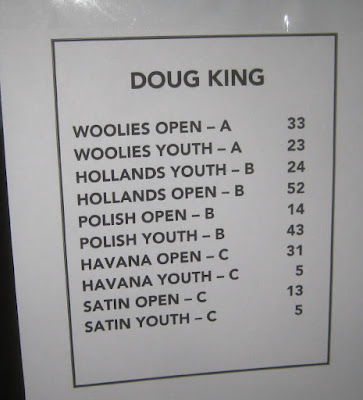 DOUG KING
WOOLIES OPEN – A 33
WOOLIES YOUTH – A 23
HOLLANDS YOUTH – B 24
HOLLANDS OPEN – B 52
POLISH OPEN – B 14
POLISH YOUTH – B 43
HAVANA OPEN – C 31
HAVANA YOUTH – C 5
SATIN OPEN – C 13
SATIN YOUTH – C 5